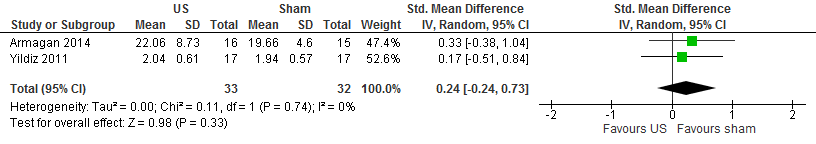 US Sham Std. Mean Difference Std. Mean Difference
Study or Subgroup Mean SD Total Mean SD Total Weight IV, Random, 95% CI IV, Random, 95% CI
Armagan 2014 22.06 8.73 16 19.66 4.6 15 47.4% 0.33 [-0.38, 1.04]
Yildiz 2011 2.04 0.61 17 1.94 0.57 17 52.6% 0.17 [-0.51, 0.84]
Total (95% CI) 33 32 100.0% 0.24 [-0.24, 0.73]
Heterogeneity: Tau² = 0.00; Chi² = 0.11, df = 1 (P = 0.74); I² = 0%
Test for overall effect: Z = 0.98 (P = 0.33)
-2 -1 0 1 2
Favours US Favours sham